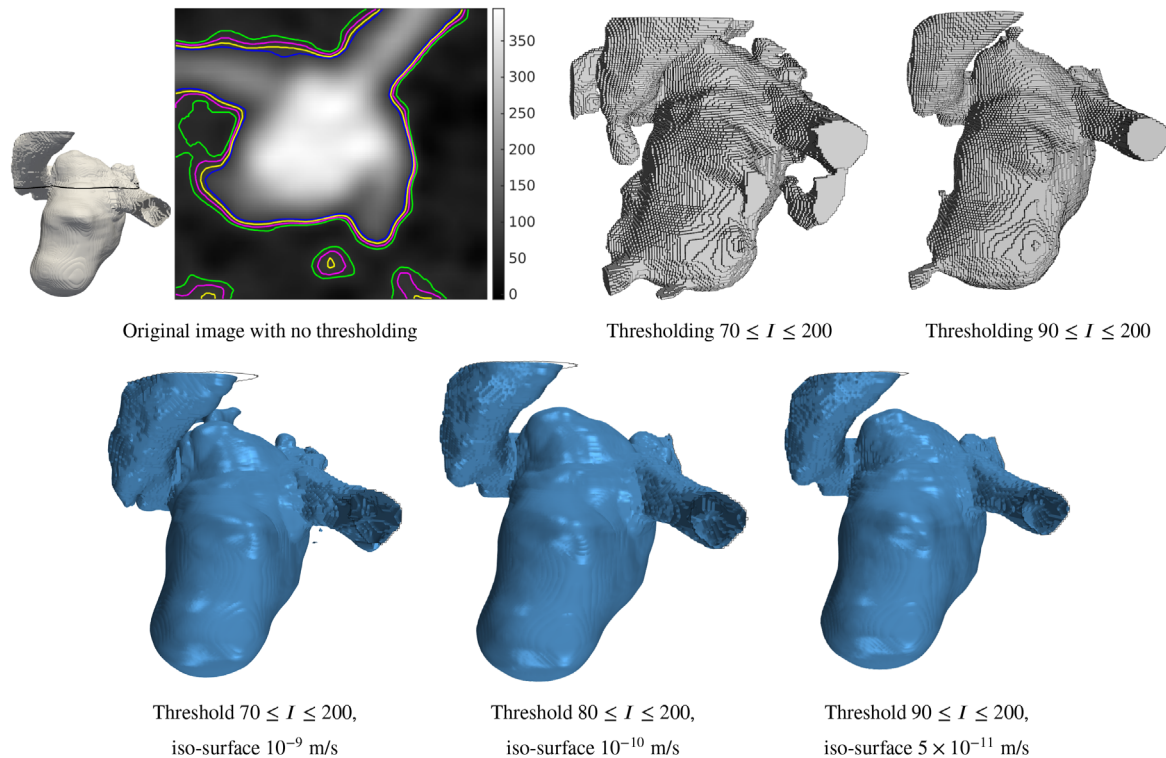 350
300
250
200
150
100
50
0
Original image with no thresholding
Thresholding 70 ≤ I ≤ 200
Thresholding 90 ≤ I ≤ 200
Threshold 70 ≤ I ≤ 200,
iso-surface 10⁻⁹ m/s
Threshold 80 ≤ I ≤ 200,
iso-surface 10⁻¹⁰ m/s
Threshold 90 ≤ I ≤ 200,
iso-surface 5 × 10⁻¹¹ m/s